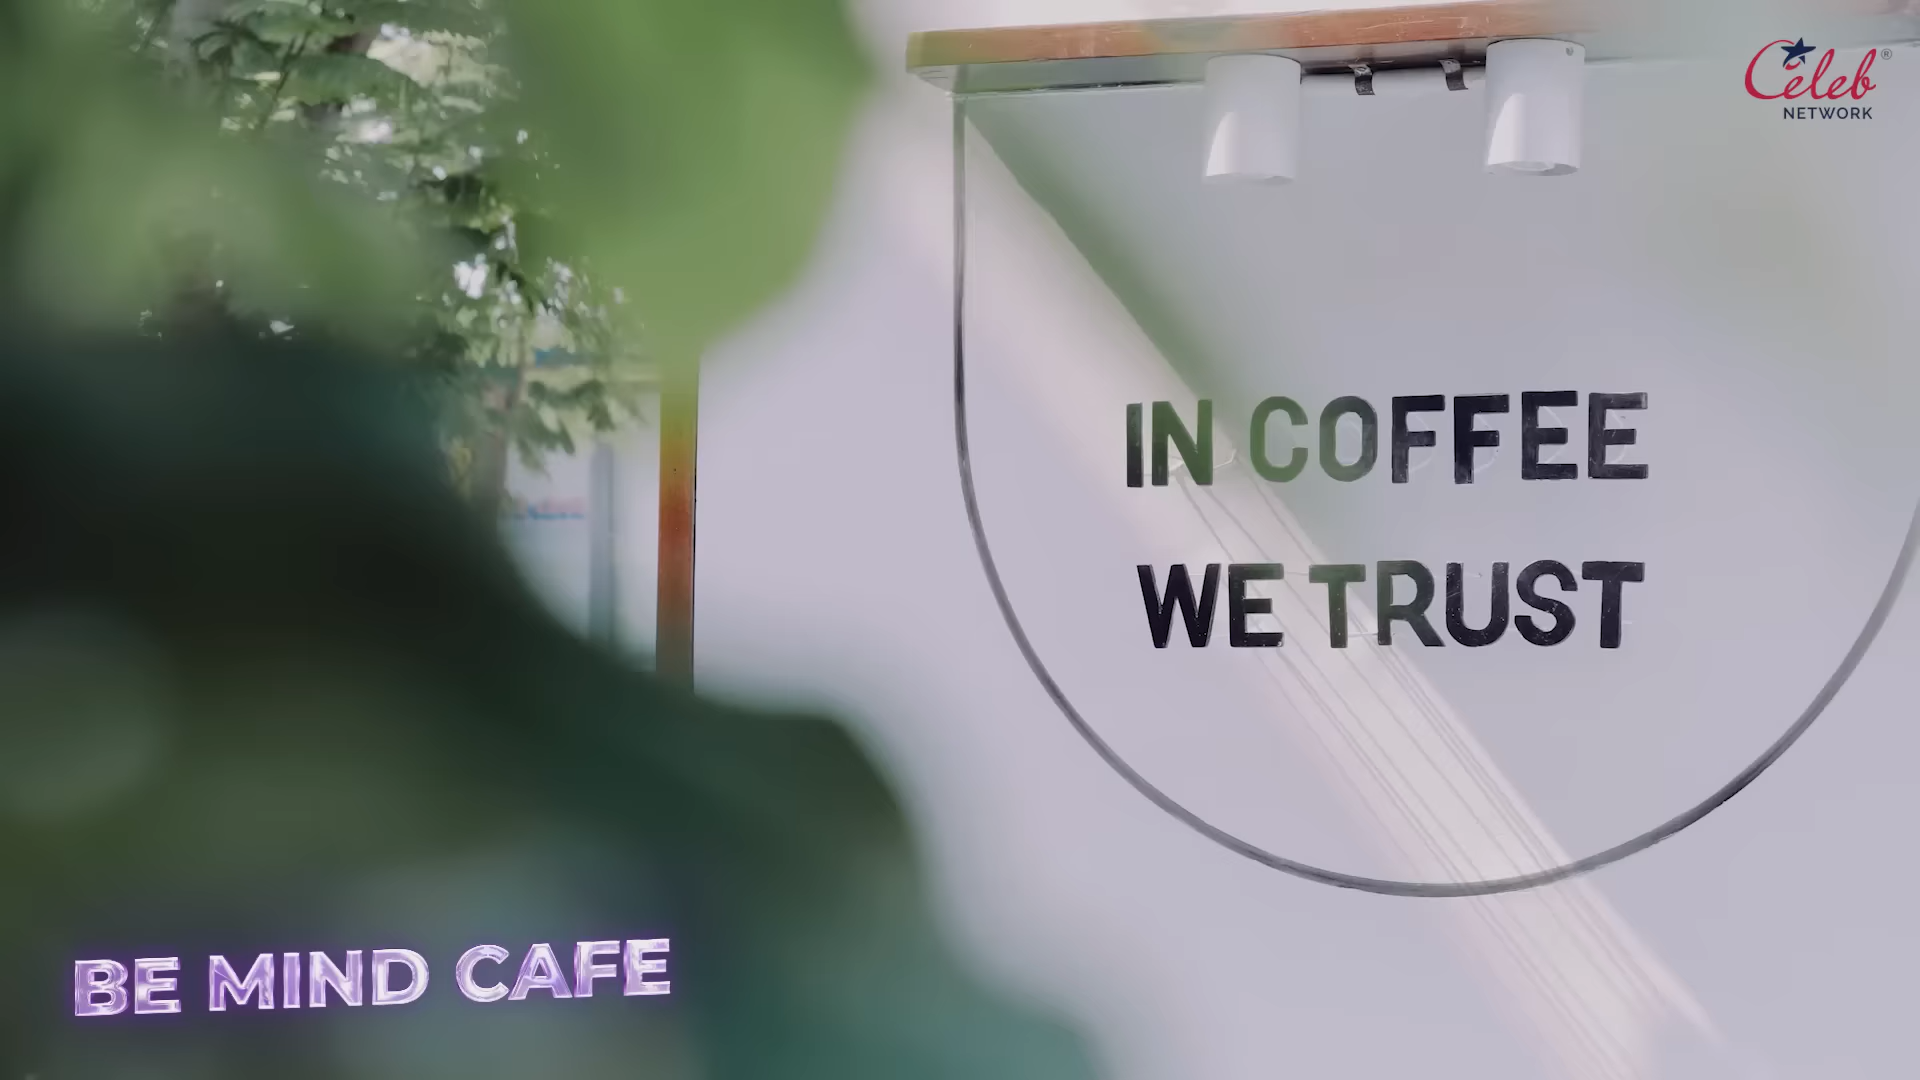 Celeb®
NETWORK
IN COFFEE
WE TRUST
BE MIND CAFE